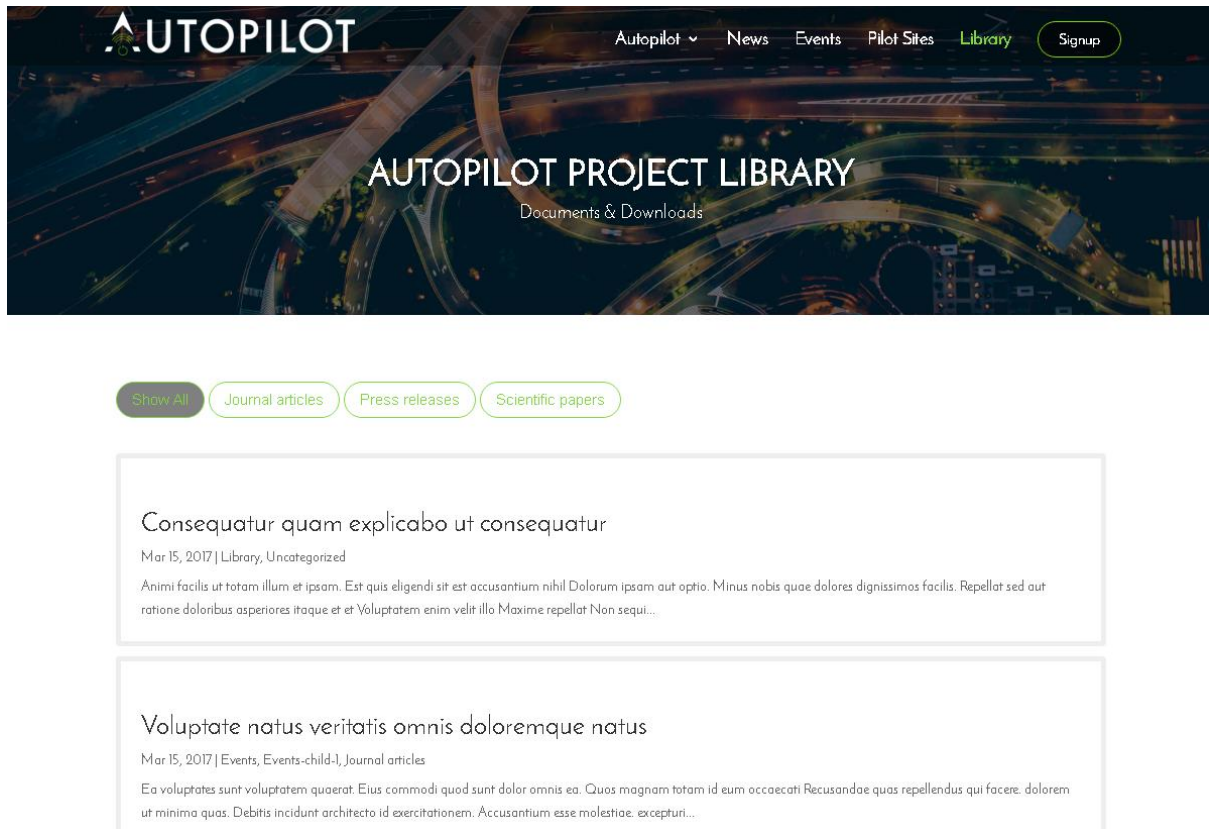 AUTOPILOT
Autopilot News Events Pilot Sites Library Signup
AUTOPILOT PROJECT LIBRARY
Documents & Downloads
Show All Journal articles Press releases Scientific papers
Consequatur quam explicabo ut consequatur
Mar 15, 2017 | Library, Uncategorized
Animi facilis ut totam illum et ipsam. Est quis eligendi sit est accusantium nihil Dolorum ipsam aut optio. Minus nobis quae dolores dignissimos facilis. Repellat sed aut
ratione doloribus asperiores itaque et et Voluptatem enim velit illo Maxime repellat Non sequi...
Voluptate natus veritatis omnis doloremque natus
Mar 15, 2017 | Events, Events-child-1, Journal articles
Ea voluptates sunt voluptatem quaerat. Eius commodi quod sunt dolor omnis ea. Quos magnam totam id eum occaecati Recusandae quas repellendus qui facere. dolorem
ut minima quas. Debitis incidunt architecto id exercitationem. Accusantium esse molestiae. excepturi...